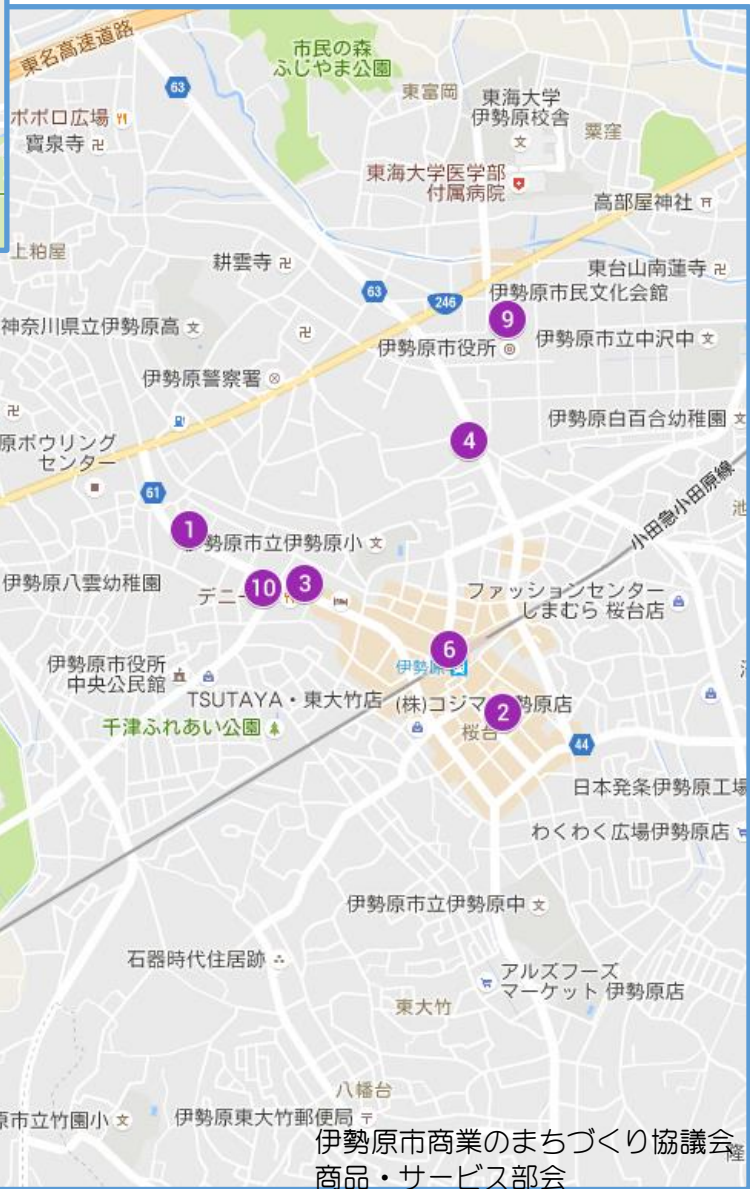 東名高速道路
市民の森
ふじやま公園
63
ポポロ広場
寶泉寺
東富岡
東海大学
伊勢原校舎
粟窪
東海大学医学部
付属病院
高部屋神社
上粕屋
耕雲寺
東台山南蓮寺
63
246
伊勢原市民文化会館
9
神奈川県立伊勢原高
伊勢原市役所
伊勢原市立中沢中
伊勢原警察署
4
伊勢原白百合幼稚園
原ボウリング
センター
小田急小田原線
池
61
1
勢原市立伊勢原小
伊勢原八雲幼稚園
デニー
10
3
ファッションセンター
しまむら 桜台店
6
伊勢原
伊勢原市役所
中央公民館
TSUTAYA・東大竹店
(株)コジマ
2
勢原店
千津ふれあい公園
桜台
44
日本発条伊勢原工場
わくわく広場伊勢原店
伊勢原市立伊勢原中
石器時代住居跡
アルズフーズ
マーケット 伊勢原店
東大竹
八幡台
原市立竹園小
伊勢原東大竹郵便局
伊勢原市商業のまちづくり協議会
隆
商品・サービス部会